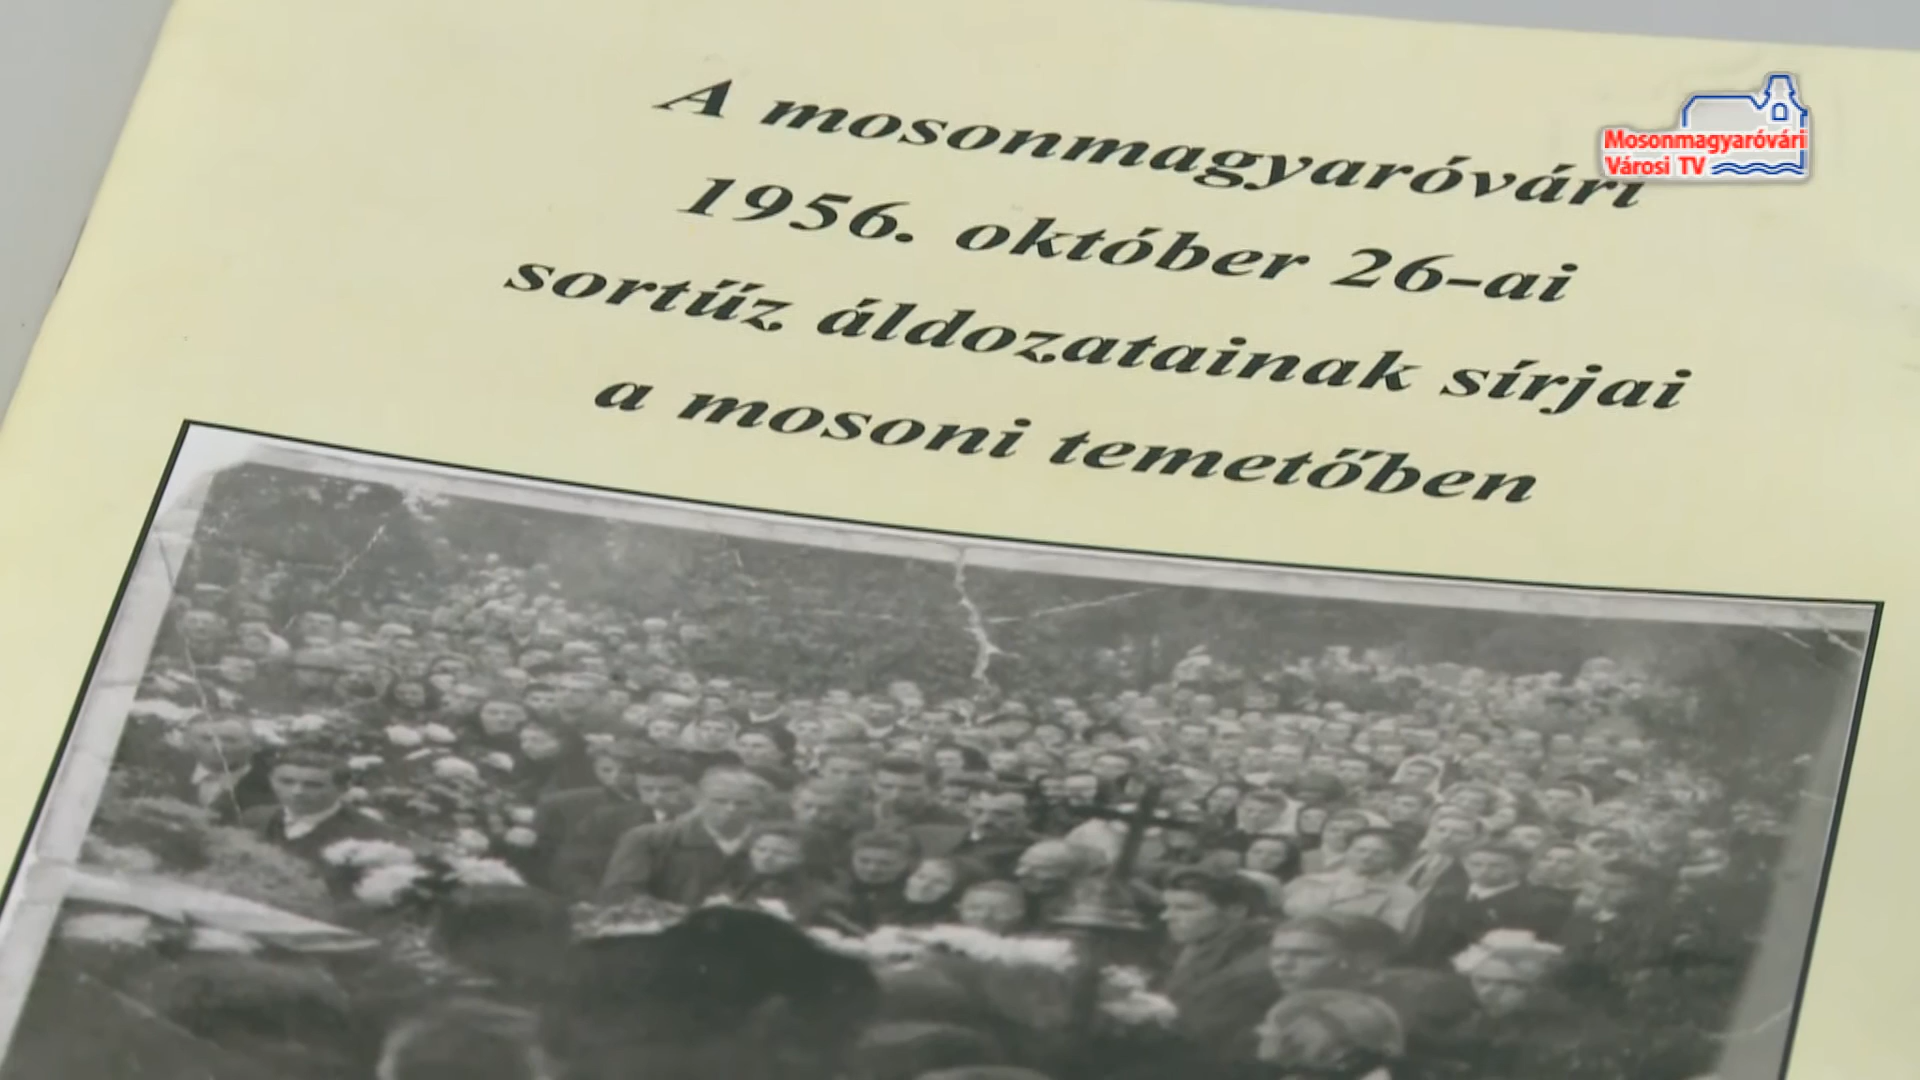 A mosonmagyaróvári
1956. október 26-ai
sortűz áldozatainak sírjai
a mosoni temetőben
Mosonmagyaróvári
Városi TV